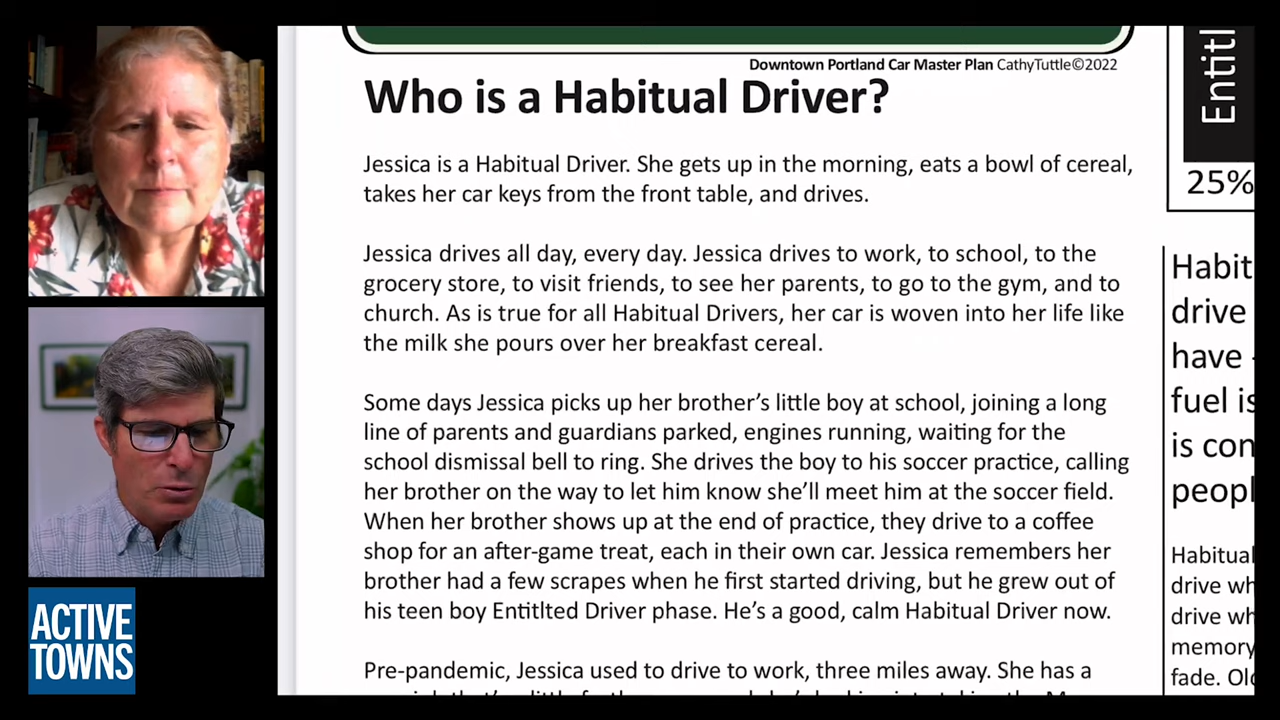 Downtown Portland Car Master Plan CathyTuttle©2022
Who is a Habitual Driver?
Jessica is a Habitual Driver. She gets up in the morning, eats a bowl of cereal,
takes her car keys from the front table, and drives.
Jessica drives all day, every day. Jessica drives to work, to school, to the
grocery store, to visit friends, to see her parents, to go to the gym, and to
church. As is true for all Habitual Drivers, her car is woven into her life like
the milk she pours over her breakfast cereal.
Some days Jessica picks up her brother’s little boy at school, joining a long
line of parents and guardians parked, engines running, waiting for the
school dismissal bell to ring. She drives the boy to his soccer practice, calling
her brother on the way to let him know she’ll meet him at the soccer field.
When her brother shows up at the end of practice, they drive to a coffee
shop for an after-game treat, each in their own car. Jessica remembers her
brother had a few scrapes when he first started driving, but he grew out of
his teen boy Entitlted Driver phase. He’s a good, calm Habitual Driver now.
Pre-pandemic, Jessica used to drive to work, three miles away. She has a
Entitl
25%
Habit
drive
have
fuel is
is con
peopl
Habitual
drive wh
drive wh
memory
fade. Old
ACTIVE
TOWNS